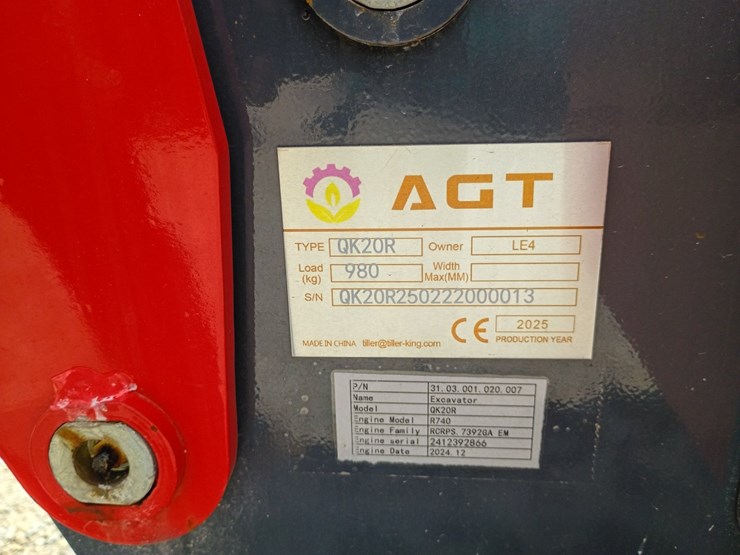 AGT
TYPE QK20R Owner LE4
Load (kg) 980 Width Max(MM)
S/N QK20R250222000013
CE 2025
MADE IN CHINA tiller@tiller-king.com PRODUCTION YEAR
P/N 31.03.001.020.007
Name Excavator
Model QK20R
Engine Model R740
Engine Family RCRPS.7392GA EM
Engine serial 2412392866
Engine Date 2024.12